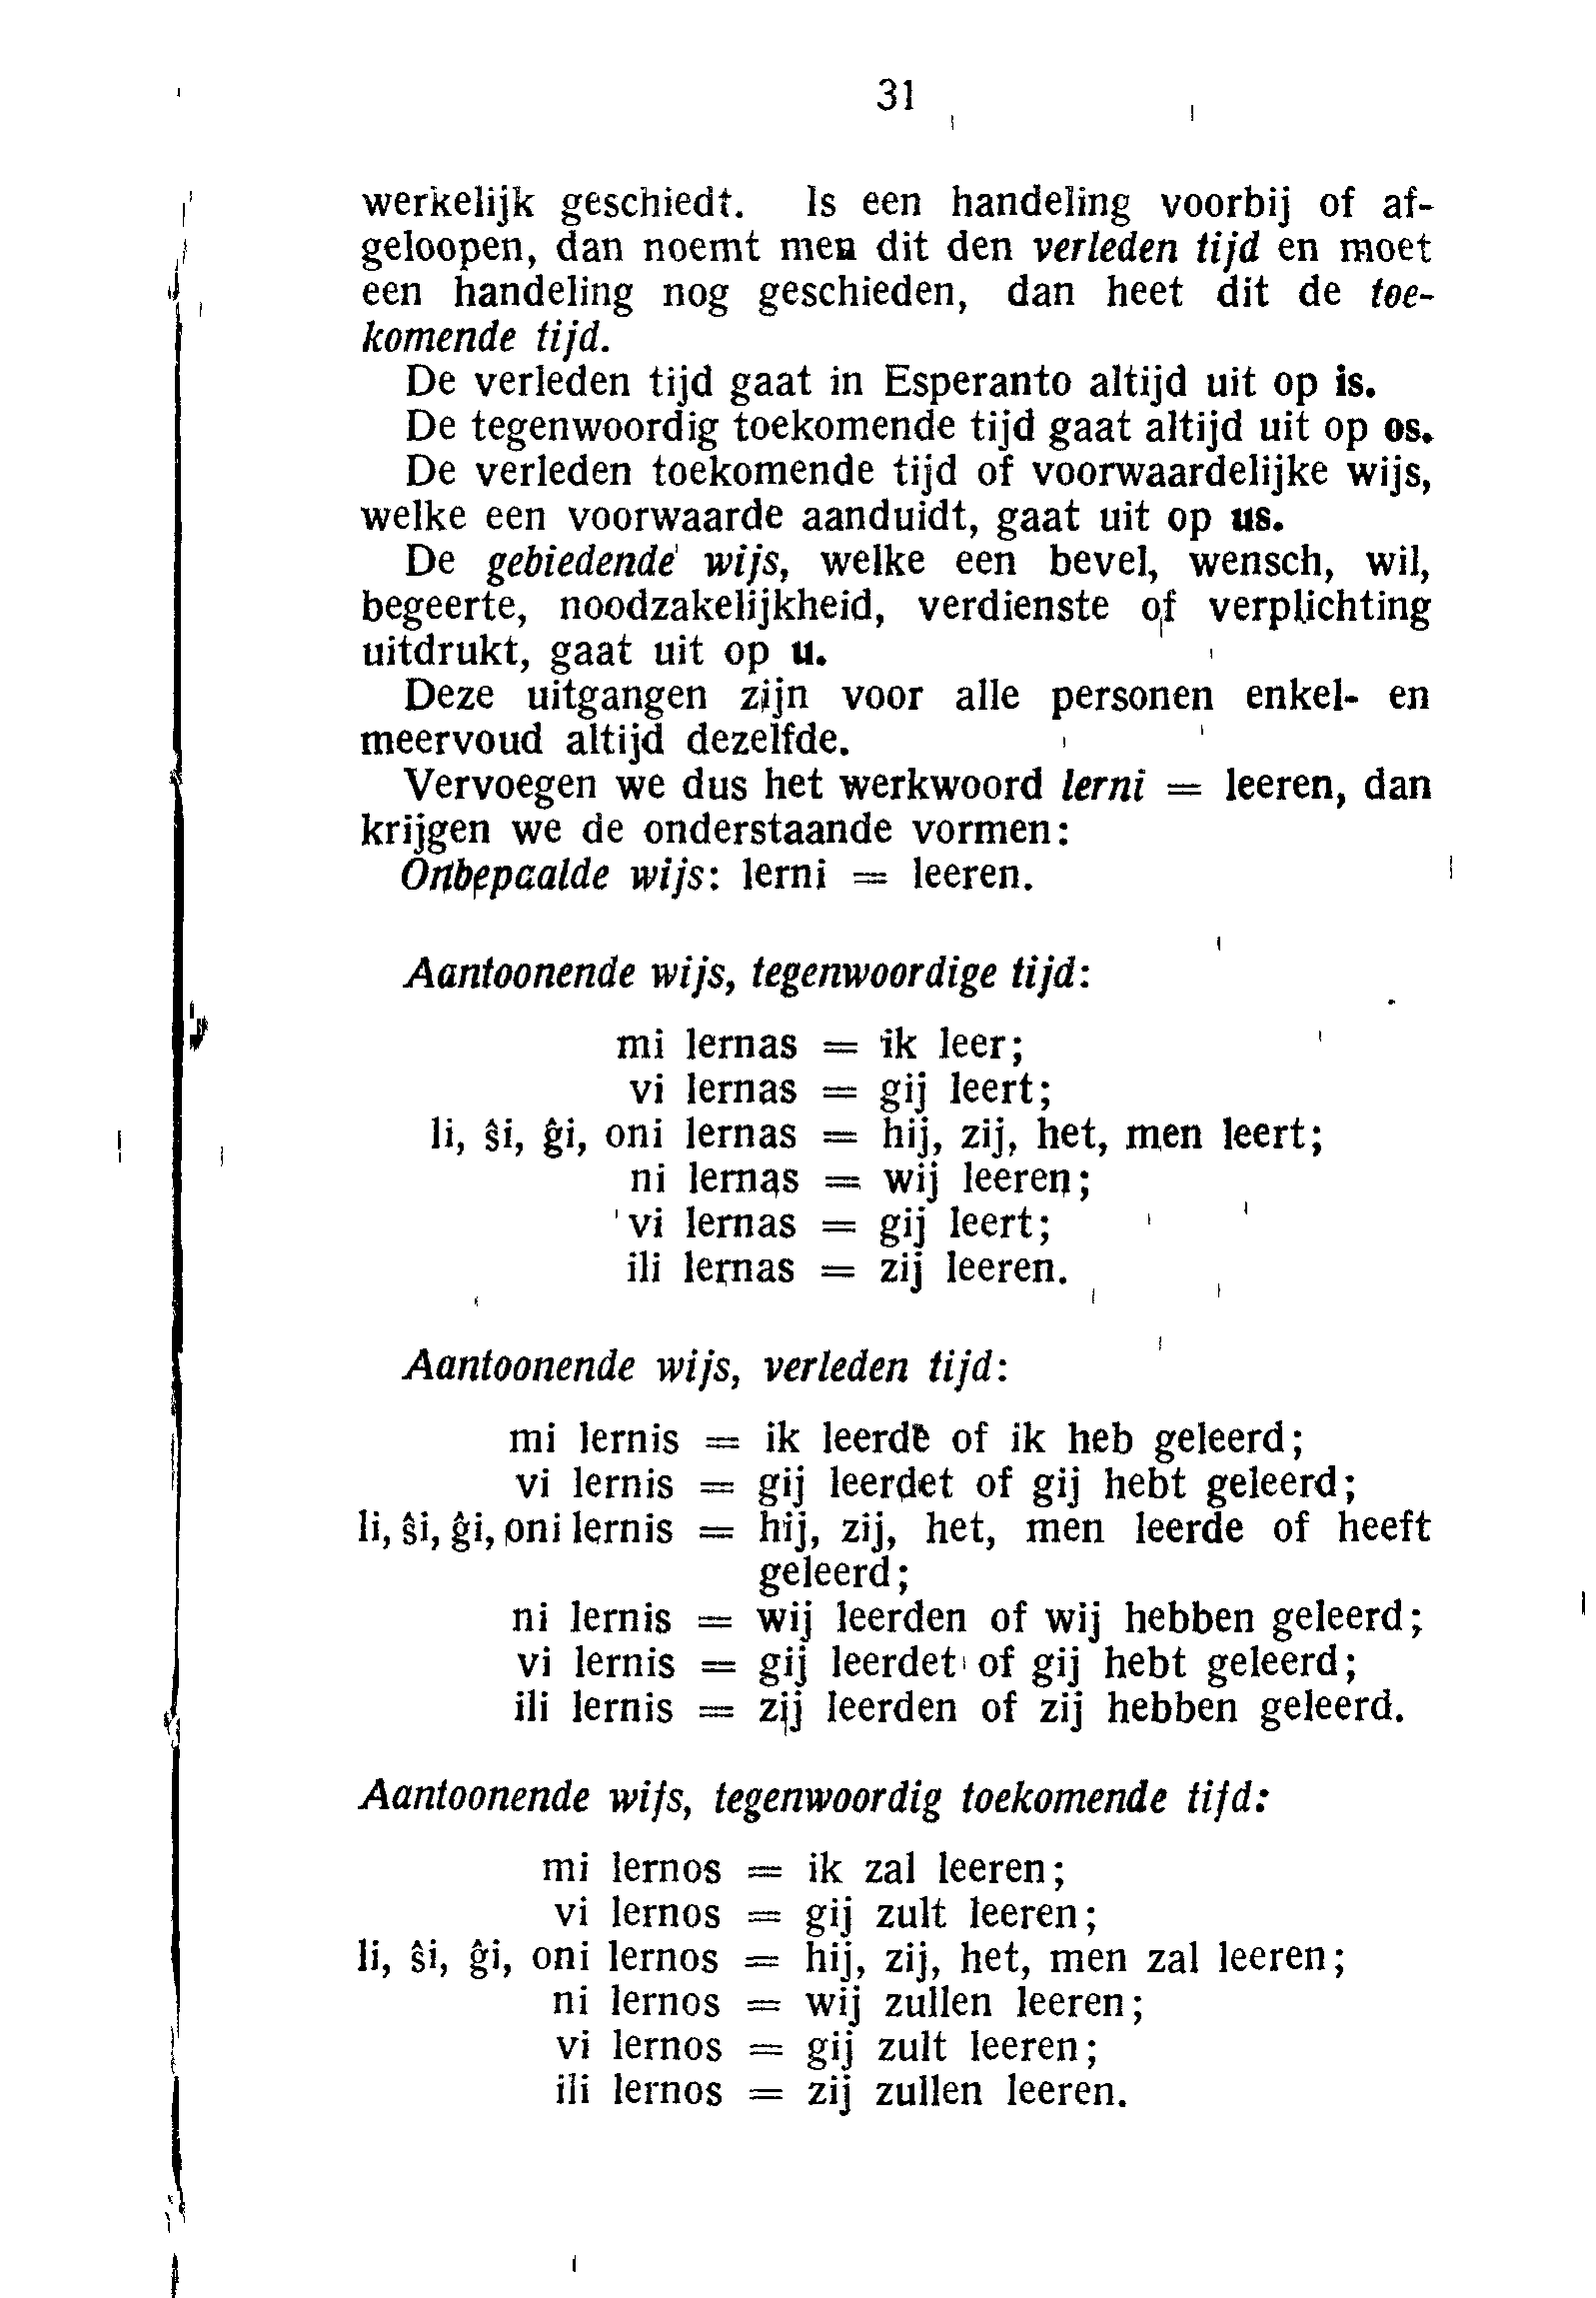 31
werkelijk geschiedt. Is een handeling voorbij of af-
geloopen, dan noemt men dit den verleden tijd en moet
een handeling nog geschieden, dan heet dit de toe-
komende tijd.
De verleden tijd gaat in Esperanto altijd uit op is.
De tegenwoordig toekomende tijd gaat altijd uit op os.
De verleden toekomende tijd of voorwaardelijke wijs,
welke een voorwaarde aanduidt, gaat uit op us.
De gebiedende wijs, welke een bevel, wensch, wil,
begeerte, noodzakelijkheid, verdienste of verplichting
uitdrukt, gaat uit op u.
Deze uitgangen zijn voor alle personen enkel- en
meervoud altijd dezelfde.
Vervoegen we dus het werkwoord lerni = leeren, dan
krijgen we de onderstaande vormen:
Onbepaalde wijs: lerni = leeren.
Aantoonende wijs, tegenwoordige tijd:
mi lernas = ik leer;
vi lernas = gij leert;
li, ŝi, ĝi, oni lernas = hij, zij, het, men leert;
ni lernas = wij leeren;
vi lernas = gij leert;
ili lernas = zij leeren.
Aantoonende wijs, verleden tijd:
mi lernis = ik leerde of ik heb geleerd;
vi lernis = gij leerdet of gij hebt geleerd;
li, ŝi, ĝi, oni lernis = hij, zij, het, men leerde of heeft
geleerd;
ni lernis = wij leerden of wij hebben geleerd;
vi lernis = gij leerdet of gij hebt geleerd;
ili lernis = zij leerden of zij hebben geleerd.
Aantoonende wijs, tegenwoordig toekomende tijd:
mi lernos = ik zal leeren;
vi lernos = gij zult leeren;
li, ŝi, ĝi, oni lernos = hij, zij, het, men zal leeren;
ni lernos = wij zullen leeren;
vi lernos = gij zult leeren;
ili lernos = zij zullen leeren.